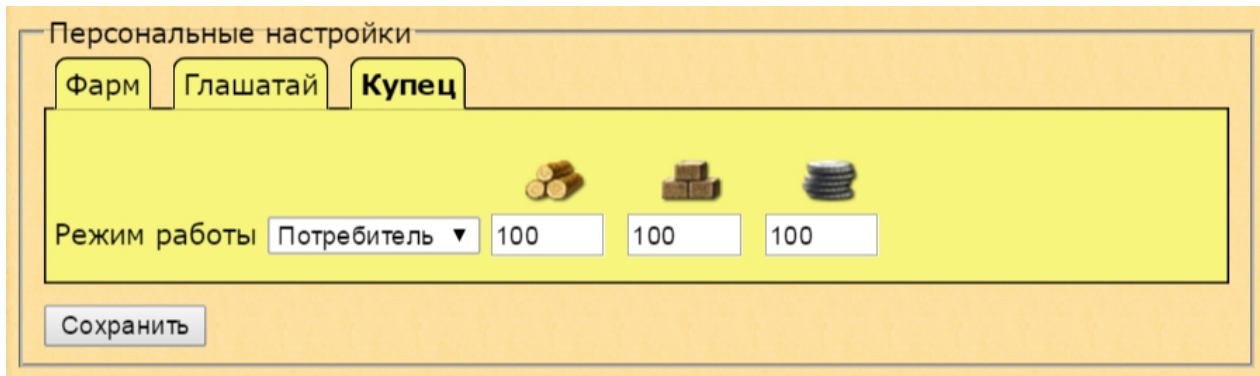 Персональные настройки
Фарм Глашатай Купец
Режим работы Потребитель 100 100 100
Сохранить